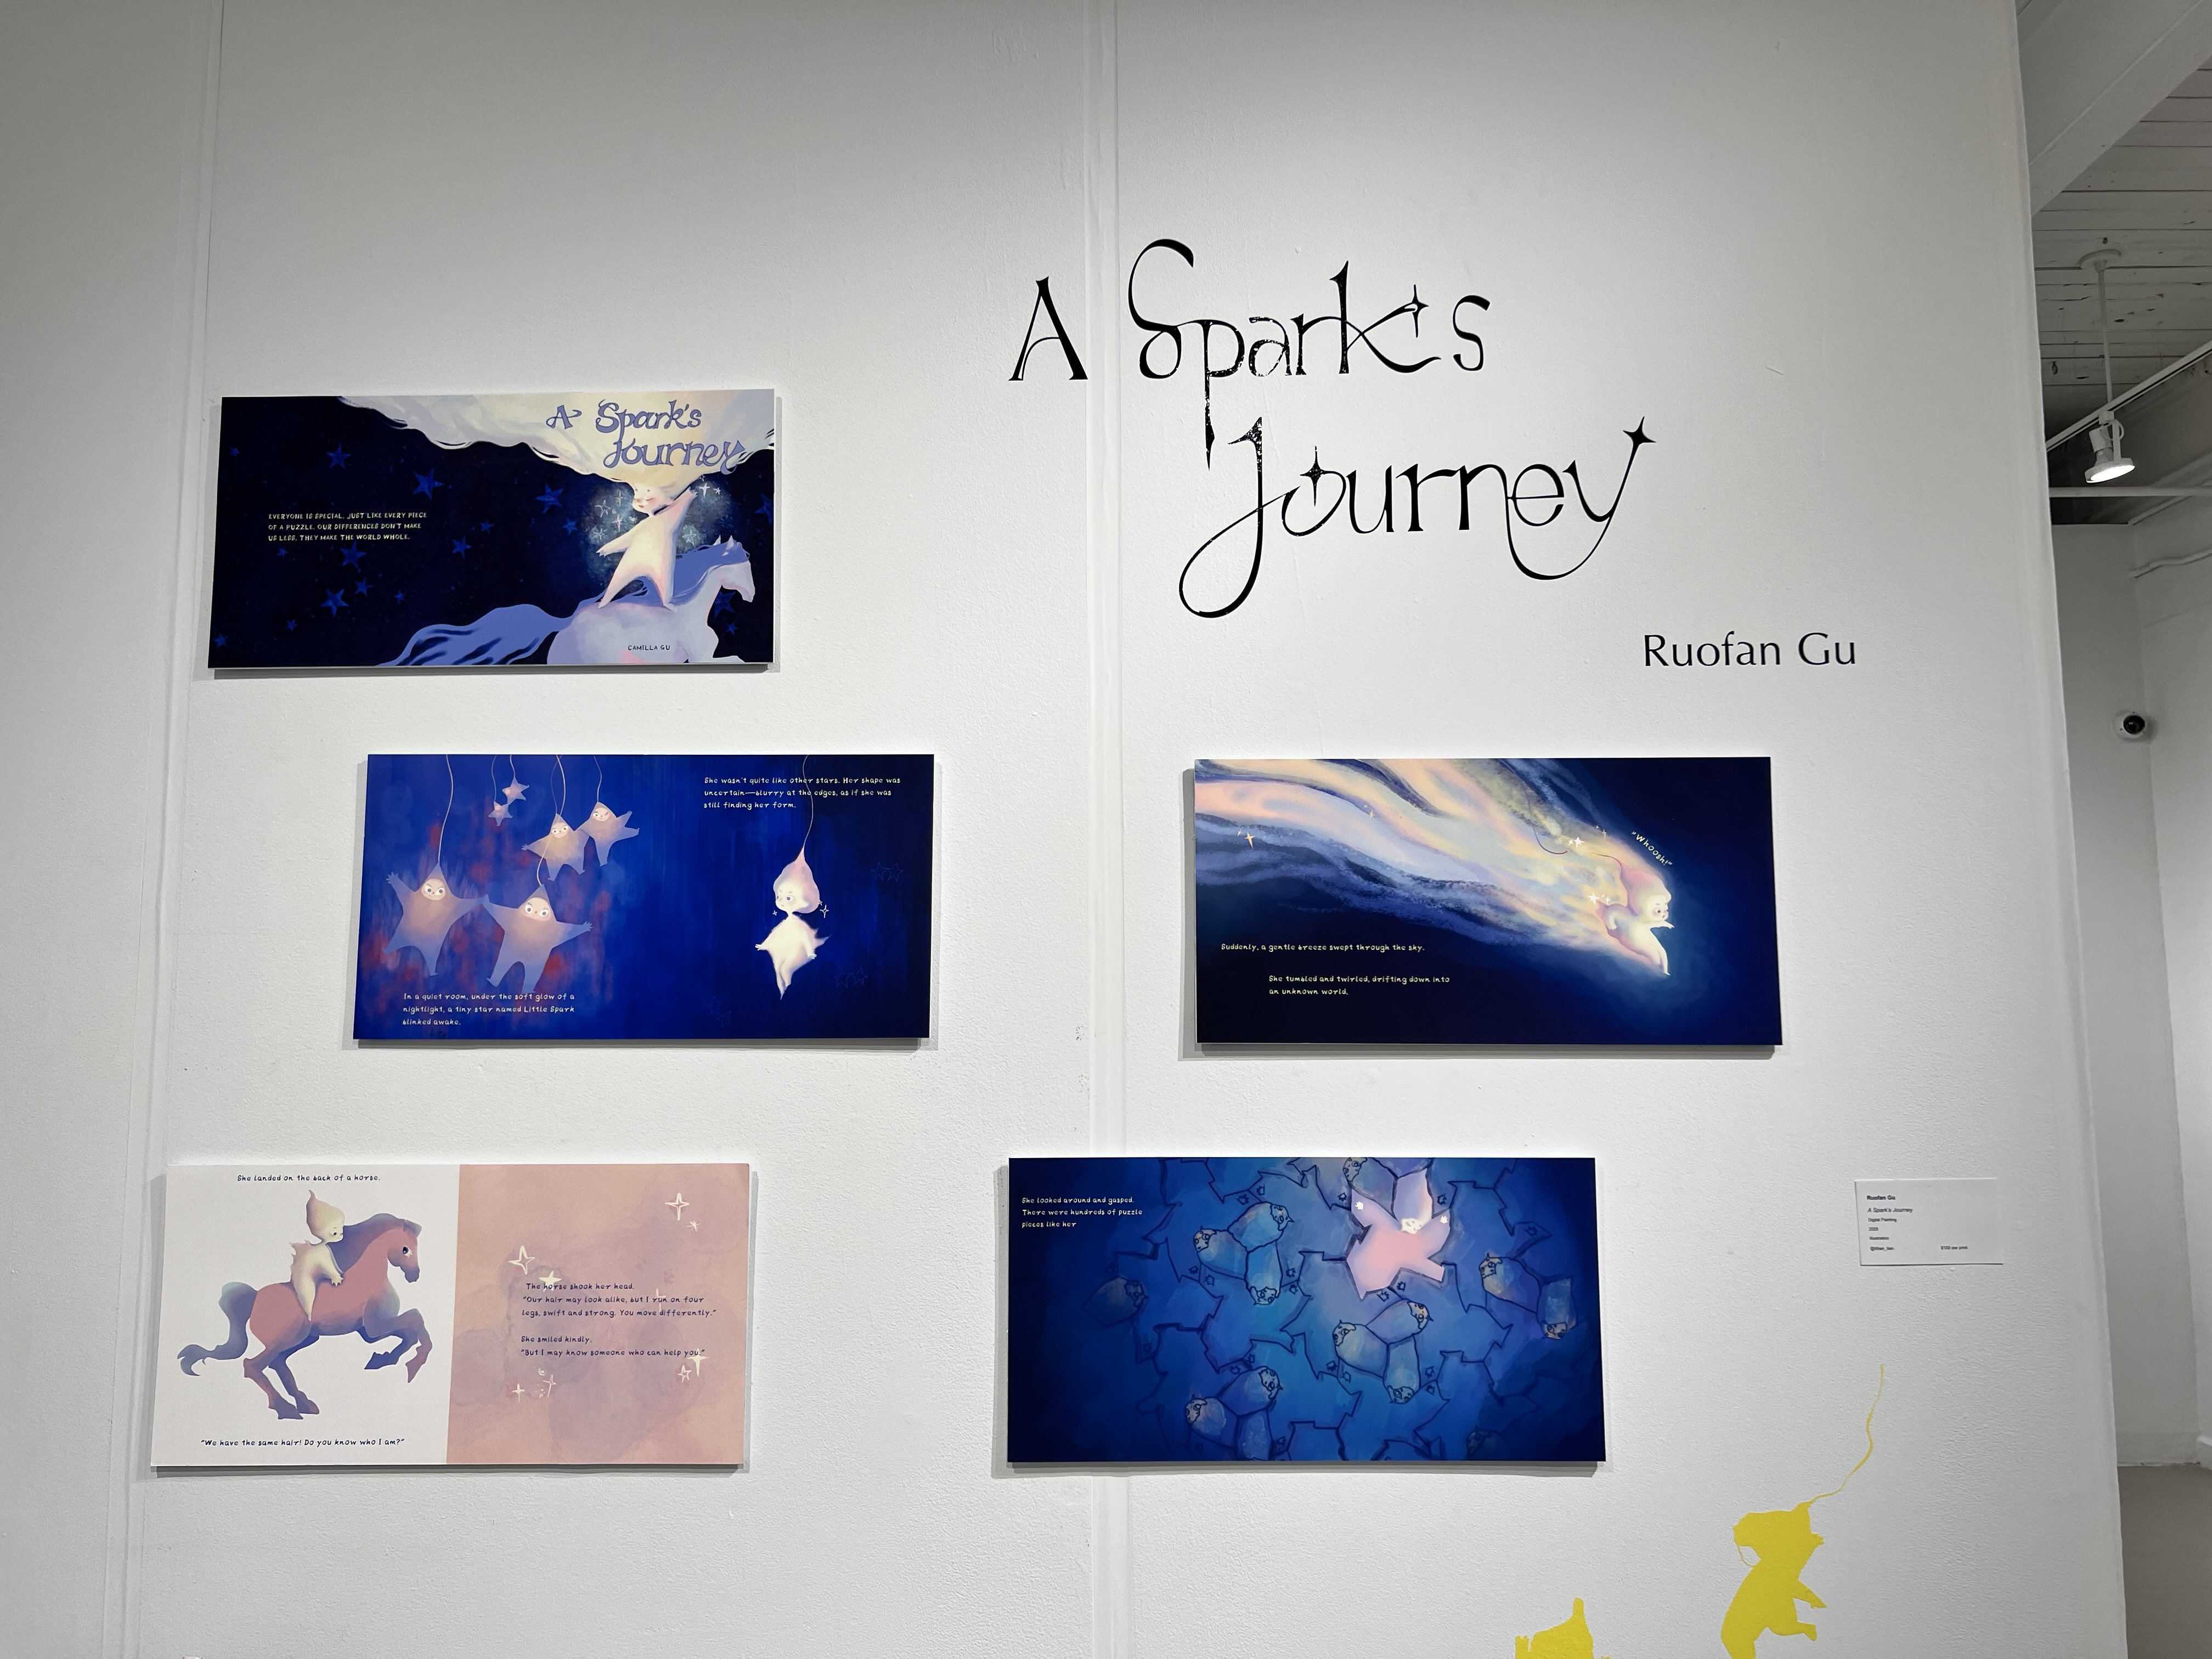 A Spark's
Journey
Ruofan Gu
A Spark's
Journey
EVERYONE IS SPECIAL. JUST LIKE EVERY PIECE
OF A PUZZLE. OUR DIFFERENCES DON'T MAKE
US LESS. THEY MAKE THE WORLD WHOLE.
CAMILLA GU
She wasn't quite like other stars. Her shape was
uncertain—blurry at the edges, as if she was
still finding her form.
In a quiet room, under the soft glow of a
nightlight, a tiny star named Little Spark
blinked awake.
"Whoosh!"
Suddenly, a gentle breeze swept through the sky.
She tumbled and twirled, drifting down into
an unknown world.
She landed on the back of a horse.
"We have the same hair! Do you know who I am?"
The horse shook her head.
"Our hair may look alike, but I run on four
legs, swift and strong. You move differently."
She smiled kindly.
"But I may know someone who can help you."
She looked around and gasped.
There were hundreds of puzzle
pieces like her
Ruofan Gu
A Spark's Journey
Digital Painting
2025
Illustration
$100 per print